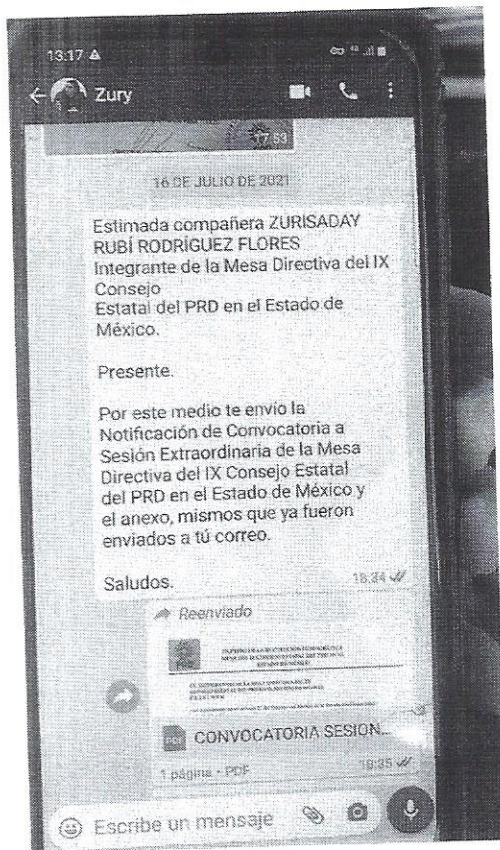 13:17
Zury
17:53
16 DE JULIO DE 2021
Estimada compañera ZURISADAY
RUBÍ RODRÍGUEZ FLORES
Integrante de la Mesa Directiva del IX
Consejo
Estatal del PRD en el Estado de
México.
Presente.
Por este medio te envío la
Notificación de Convocatoria a
Sesión Extraordinaria de la Mesa
Directiva del IX Consejo Estatal
del PRD en el Estado de México y
el anexo, mismos que ya fueron
enviados a tú correo.
Saludos.
18:34
Reenviado
PDF CONVOCATORIA SESION...
1 página • PDF
18:35
Escribe un mensaje